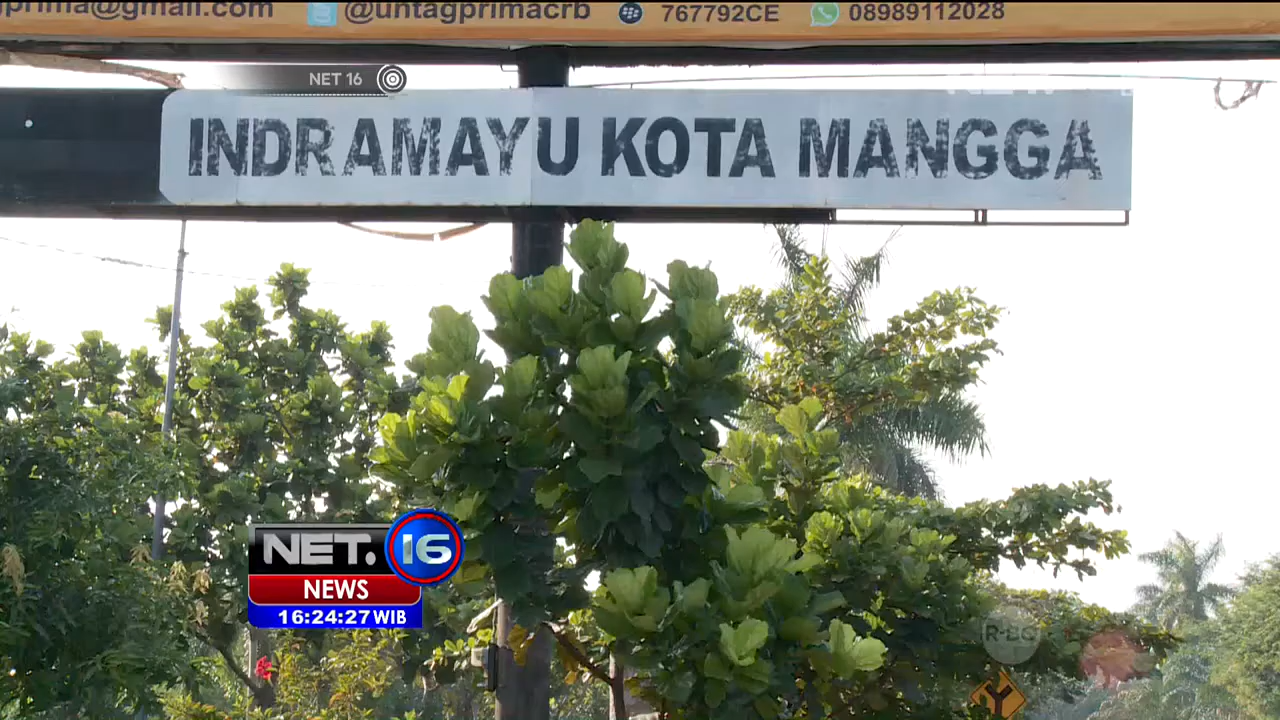 prima@gmail.com @untagprimacrb 767792CE 08989112028
NET 16
INDRAMAYU KOTA MANGGA
NET. 16
NEWS
16:24:27 WIB